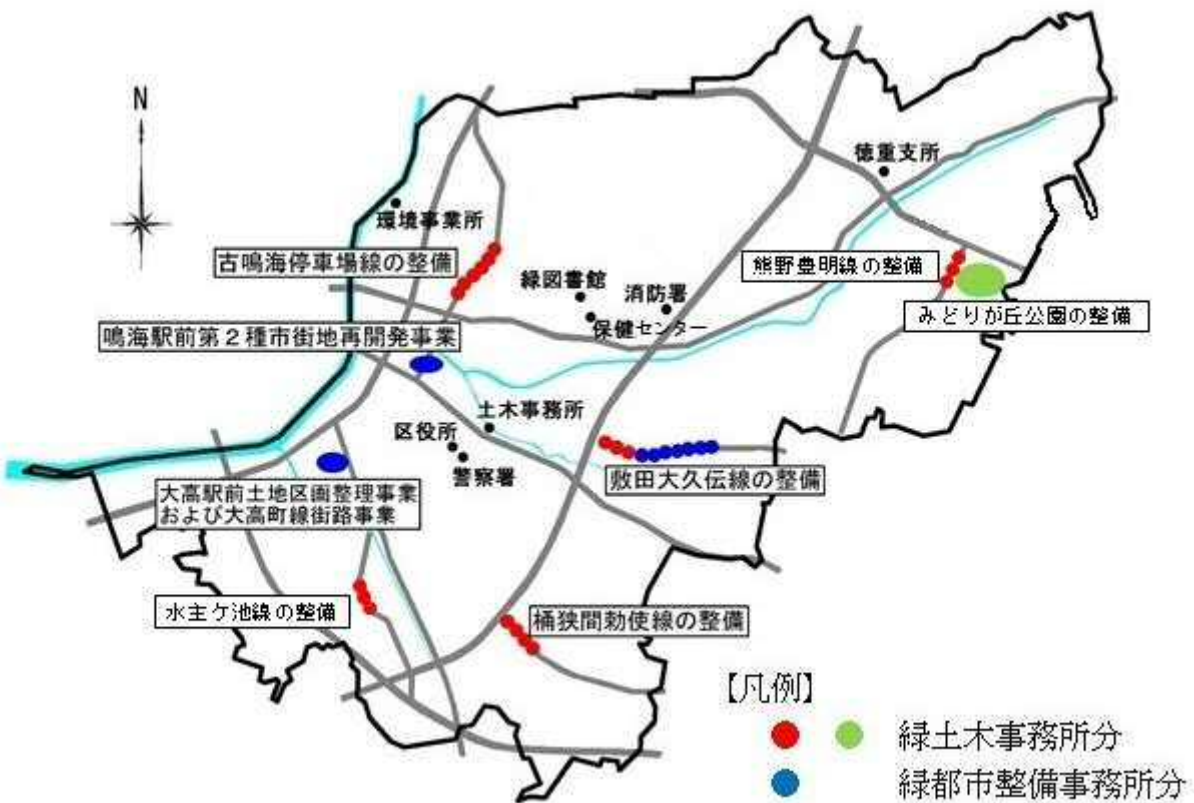 N
徳重支所
環境事業所
古鳴海停車場線の整備
緑図書館
消防署
保健センター
熊野豊明線の整備
みどりが丘公園の整備
鳴海駅前第2種市街地再開発事業
土木事務所
区役所
警察署
敷田大久伝線の整備
大高駅前土地区画整理事業
および大高町線街路事業
水主ケ池線の整備
桶狭間勅使線の整備
【凡例】
緑土木事務所分
緑都市整備事務所分